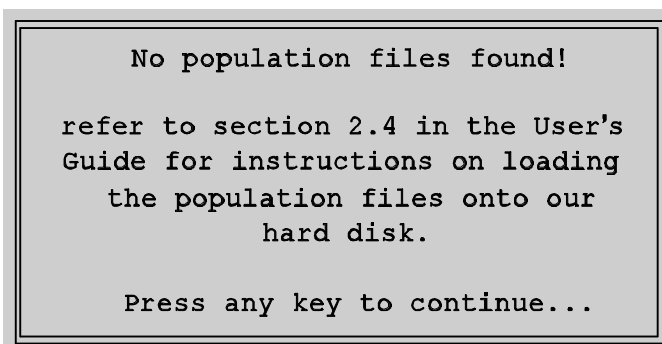 No population files found!
refer to section 2.4 in the User's
Guide for instructions on loading
the population files onto our
hard disk.
Press any key to continue...